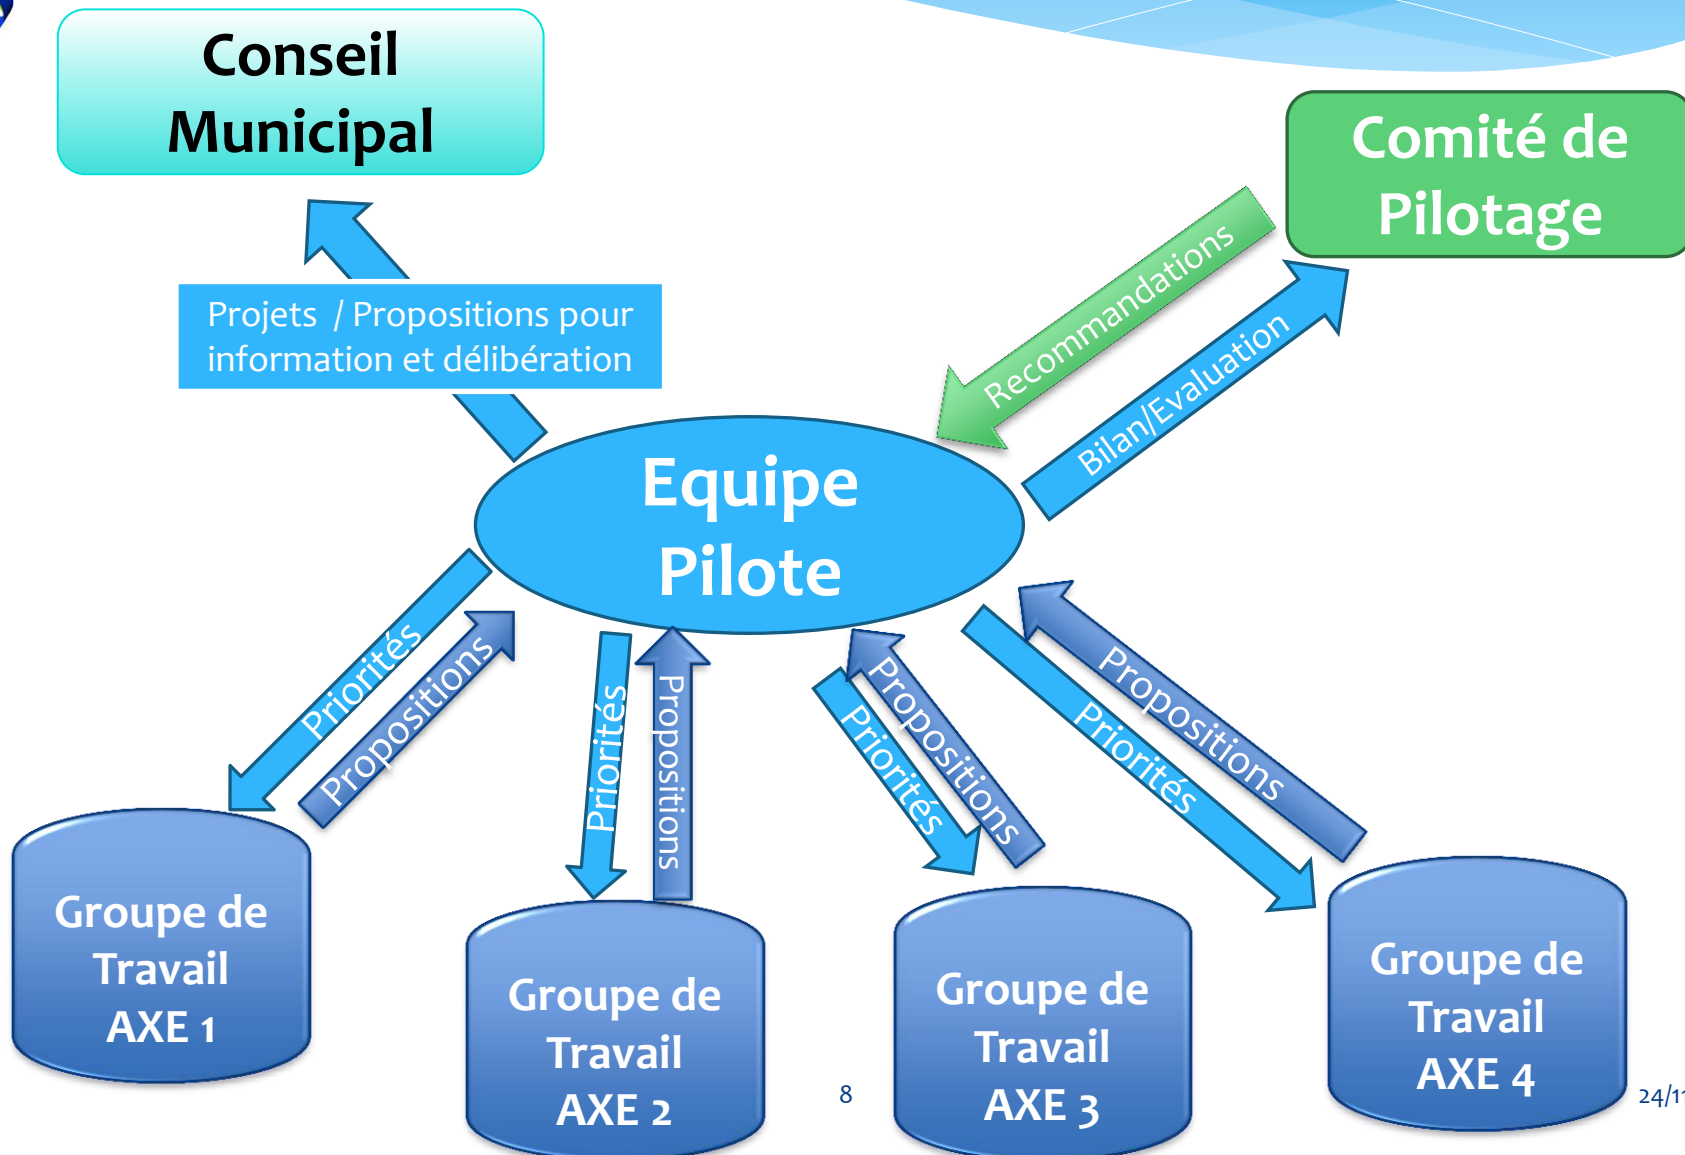 Conseil
Municipal
Comité de
Pilotage
Recommandations
Bilan/Evaluation
Projets / Propositions pour
information et délibération
Equipe
Pilote
Priorités
Propositions
Priorités
Propositions
Priorités
Propositions
Priorités
Propositions
Groupe de
Travail
AXE 1
Groupe de
Travail
AXE 2
Groupe de
Travail
AXE 3
Groupe de
Travail
AXE 4
8
24/11